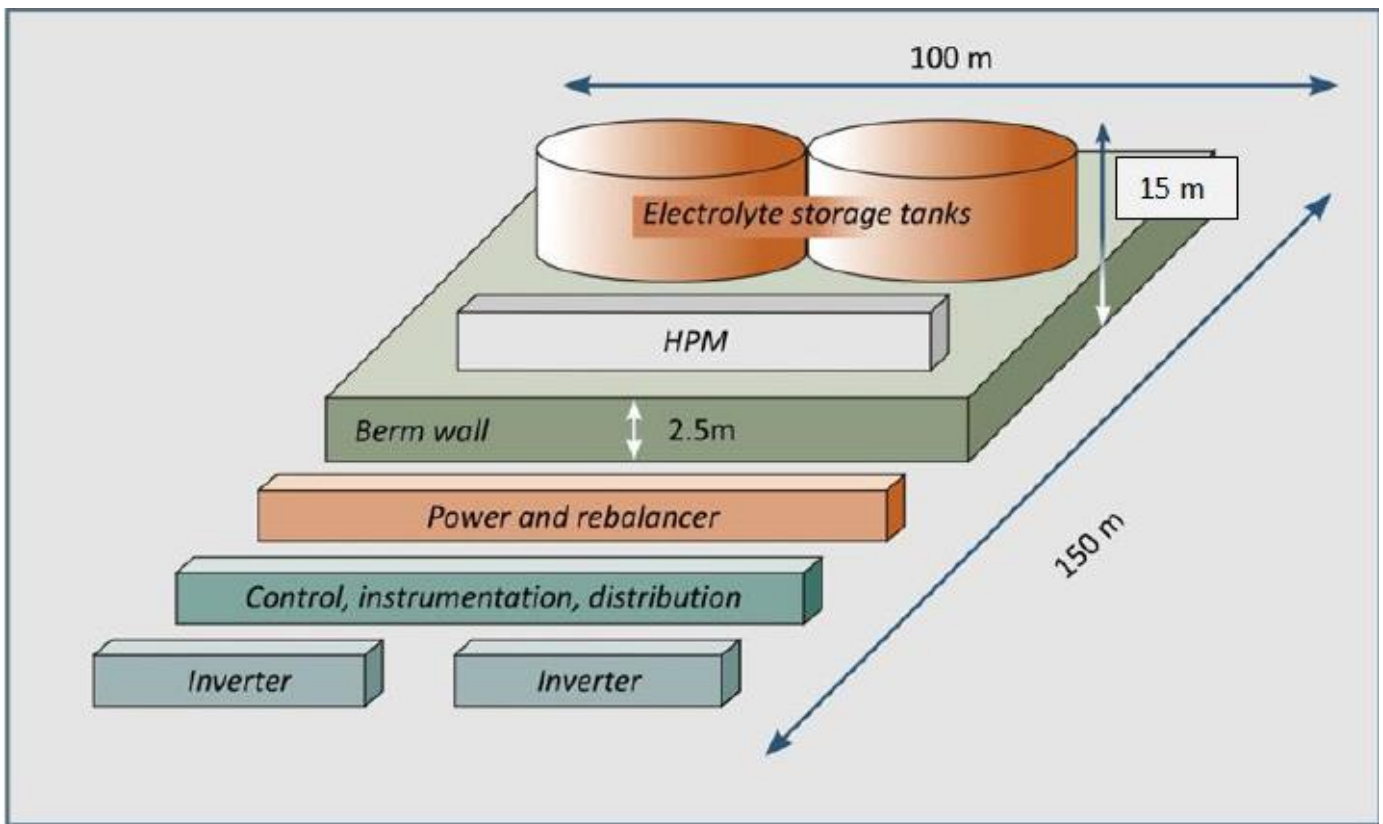 100 m
15 m
Electrolyte storage tanks
HPM
Berm wall
2.5m
150 m
Power and rebalancer
Control, instrumentation, distribution
Inverter
Inverter